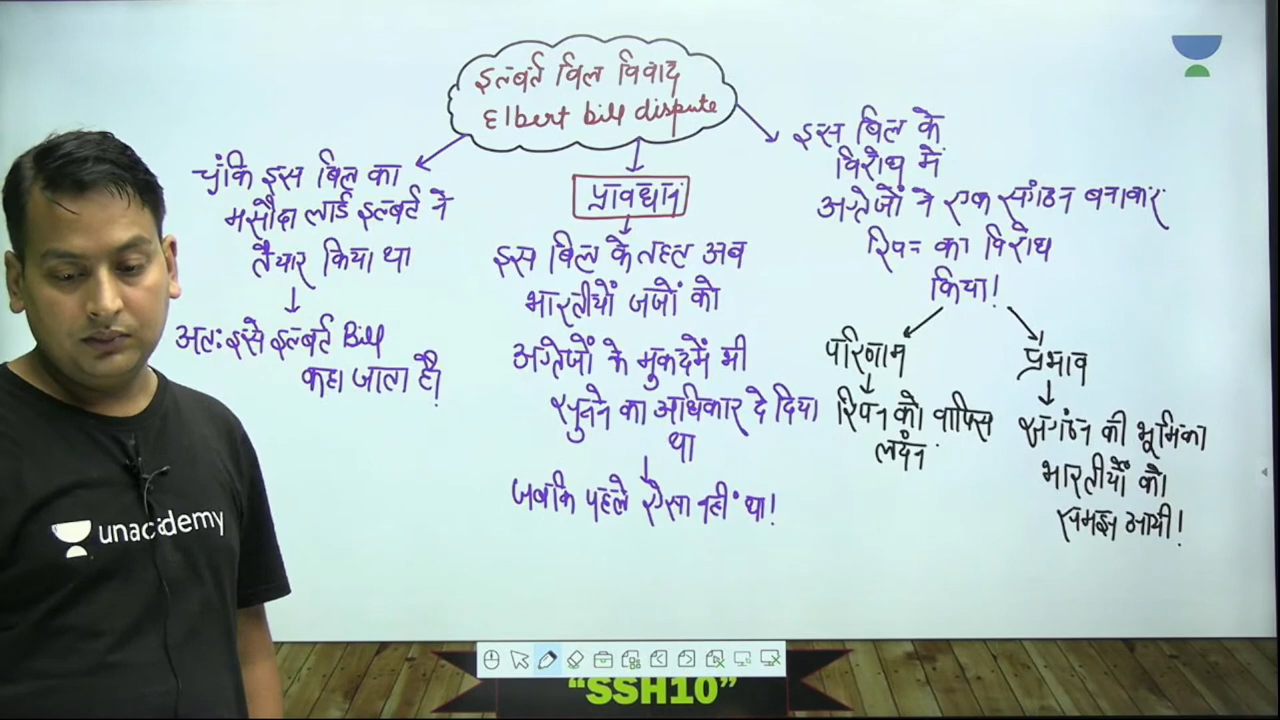 इल्बर्ट बिल विवाद
Elbert bill dispute
चूंकि इस बिल का
मसौदा लार्ड इल्बर्ट ने
तैयार किया था
अतः इसे इल्बर्ट Bill
कहा जाता है!
प्रावधान
इस बिल के तहत अब
भारतीयों जजों को
अंग्रेजों के मुकदमें भी
सुनने का अधिकार दे दिया
था
जबकि पहले ऐसा नहीं था!
इस बिल के
विरोध में
अंग्रेजों ने एक संगठन बनाकर
रिपन का विरोध
किया!
परिणाम
रिपन को वापिस
लदंन
प्रभाव
संगठन की भूमिका
भारतीयों को
समझ आयी!
unacademy
"SSH10"